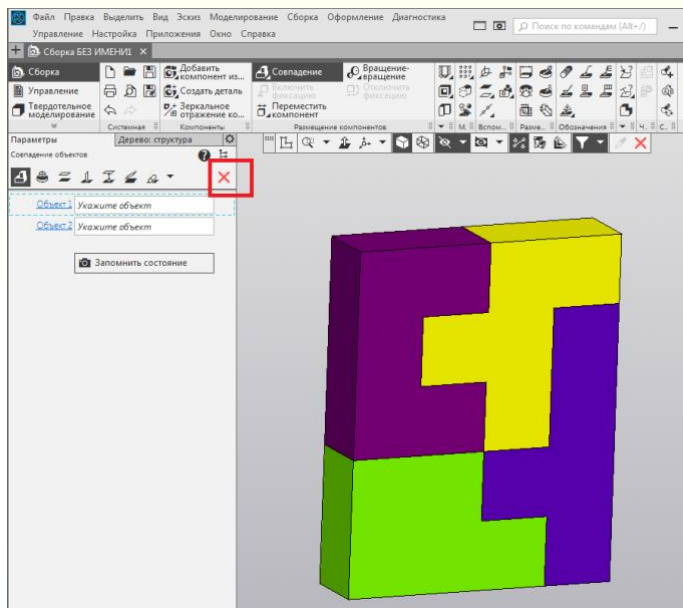 Файл Правка Выделить Вид Эскиз Моделирование Сборка Оформление Диагностика
Управление Настройка Приложения Окно Справка
Поиск по командам (Alt+/)
Сборка БЕЗ ИМЕНИ1
Сборка
Управление
Твердотельное
моделирование
Системная
Добавить
компонент из...
Создать деталь
Зеркальное
отражение ко...
Компоненты
Совпадение
Включить
фиксацию
Переместить
компонент
Вращение-
вращение
Отключить
фиксацию
Размещение компонентов
М.
Вспом...
Разме...
Обозначения
Ч.
С.
Параметры
Дерево: структура
Совпадение объектов
Объект 1 Укажите объект
Объект 2 Укажите объект
Запомнить состояние